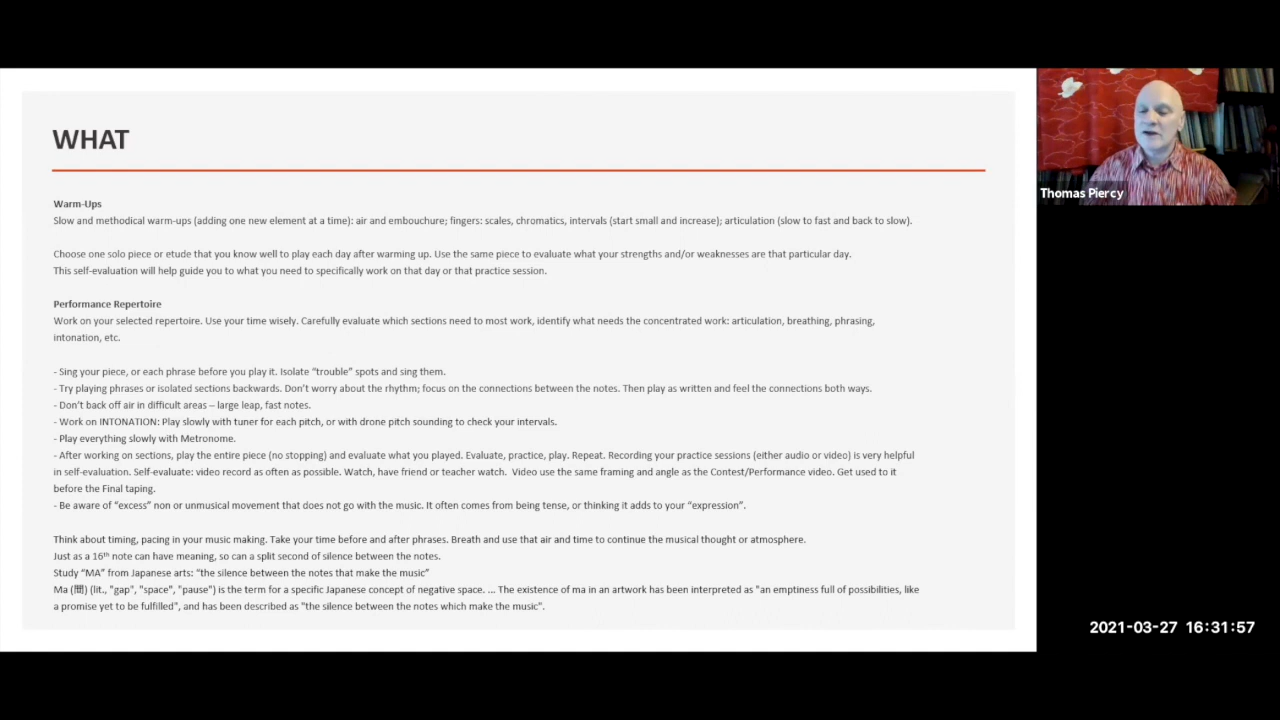 WHAT
Warm-Ups
Slow and methodical warm-ups (adding one new element at a time): air and embouchure; fingers: scales, chromatics, intervals (start small and increase); articulation (slow to fast and back to slow).
Choose one solo piece or etude that you know well to play each day after warming up. Use the same piece to evaluate what your strengths and/or weaknesses are that particular day.
This self-evaluation will help guide you to what you need to specifically work on that day or that practice session.
Performance Repertoire
Work on your selected repertoire. Use your time wisely. Carefully evaluate which sections need to most work, identify what needs the concentrated work: articulation, breathing, phrasing,
intonation, etc.
- Sing your piece, or each phrase before you play it. Isolate “trouble” spots and sing them.
- Try playing phrases or isolated sections backwards. Don’t worry about the rhythm; focus on the connections between the notes. Then play as written and feel the connections both ways.
- Don’t back off air in difficult areas – large leap, fast notes.
- Work on INTONATION: Play slowly with tuner for each pitch, or with drone pitch sounding to check your intervals.
- Play everything slowly with Metronome.
- After working on sections, play the entire piece (no stopping) and evaluate what you played. Evaluate, practice, play. Repeat. Recording your practice sessions (either audio or video) is very helpful
in self-evaluation. Self-evaluate: video record as often as possible. Watch, have friend or teacher watch.  Video use the same framing and angle as the Contest/Performance video. Get used to it
before the Final taping.
- Be aware of “excess” non or unmusical movement that does not go with the music. It often comes from being tense, or thinking it adds to your “expression”.
Think about timing, pacing in your music making. Take your time before and after phrases. Breath and use that air and time to continue the musical thought or atmosphere.
Just as a 16th note can have meaning, so can a split second of silence between the notes.
Study “MA” from Japanese arts: “the silence between the notes that make the music”
Ma (間) (lit., "gap", "space", "pause") is the term for a specific Japanese concept of negative space. ... The existence of ma in an artwork has been interpreted as "an emptiness full of possibilities, like
a promise yet to be fulfilled", and has been described as "the silence between the notes which make the music".
Thomas Piercy
2021-03-27 16:31:57